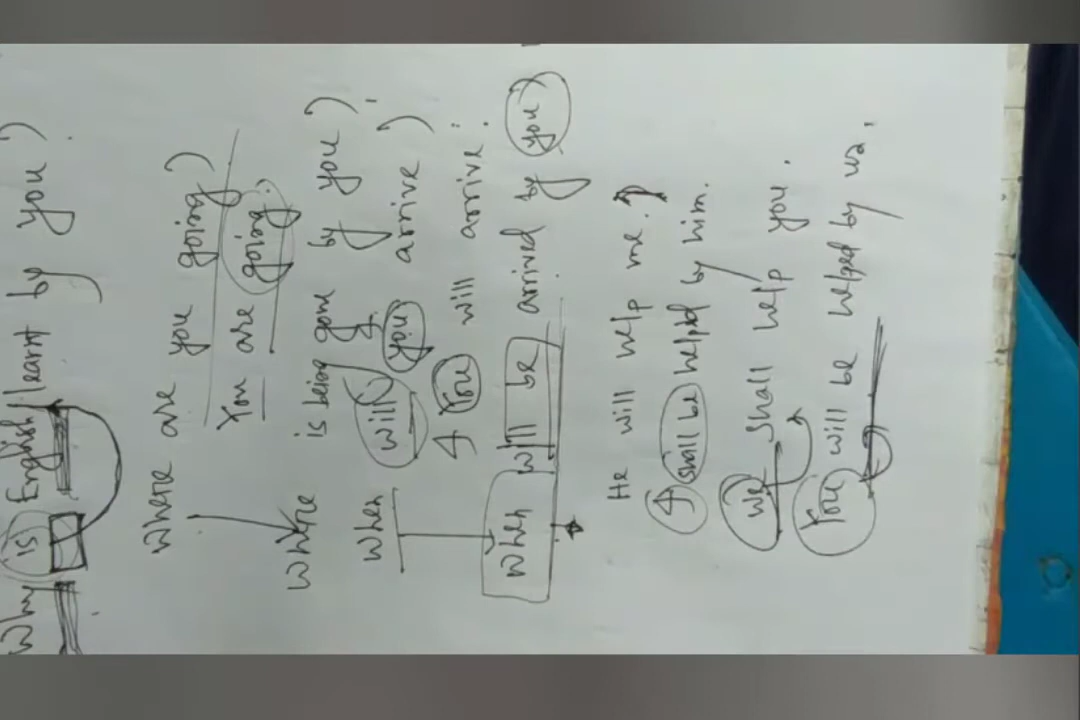 Why is English learnt by you ?
Where are you going ?
You are going.
Where is being gone by you ?
When will you arrive ?
You will arrive.
When will be arrived by you ?
He will help me.
I shall be helped by him.
We shall help you.
You will be helped by us.